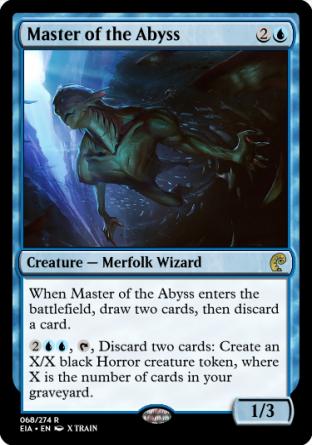 Master of the Abyss 2
Creature — Merfolk Wizard
When Master of the Abyss enters the
battlefield, draw two cards, then discard
a card.
2, , Discard two cards: Create an
X/X black Horror creature token, where
X is the number of cards in your
graveyard.
068/274 R
EIA • EN X TRAIN
1/3